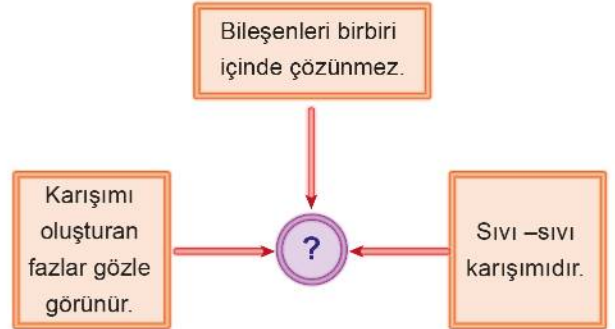 Bileşenleri birbiri
içinde çözünmez.
Karışımı
oluşturan
fazlar gözle
görünür.
?
Sıvı –sıvı
karışımıdır.